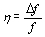 η = Δf / f